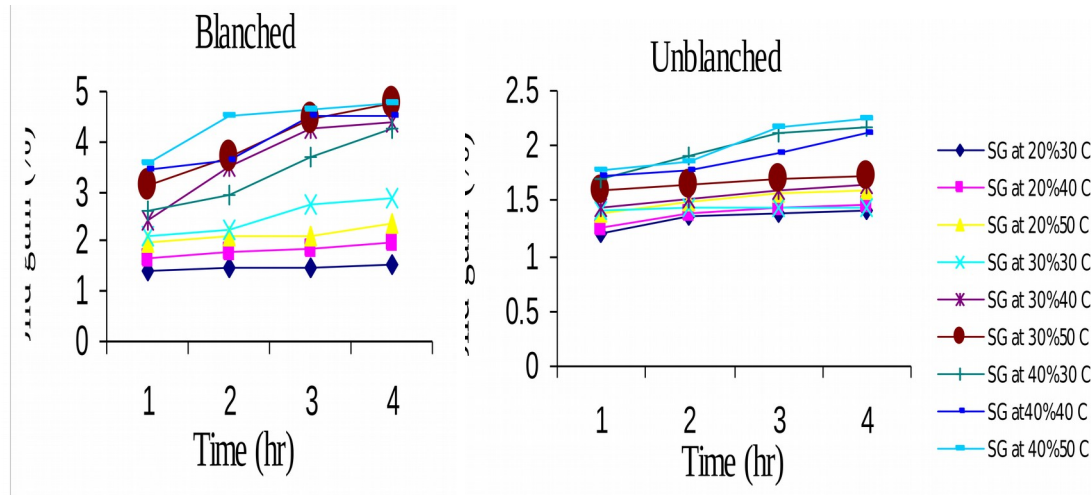 Blanched
5
4
3
2
1
0
1 2 3 4
Time (hr)
Unblanched
2.5
2
1.5
1
0.5
0
1 2 3 4
Time (hr)
SG at 20%30 C
SG at 20%40 C
SG at 20%50 C
SG at 30%30 C
SG at 30%40 C
SG at 30%50 C
SG at 40%30 C
SG at40%40 C
SG at 40%50 C